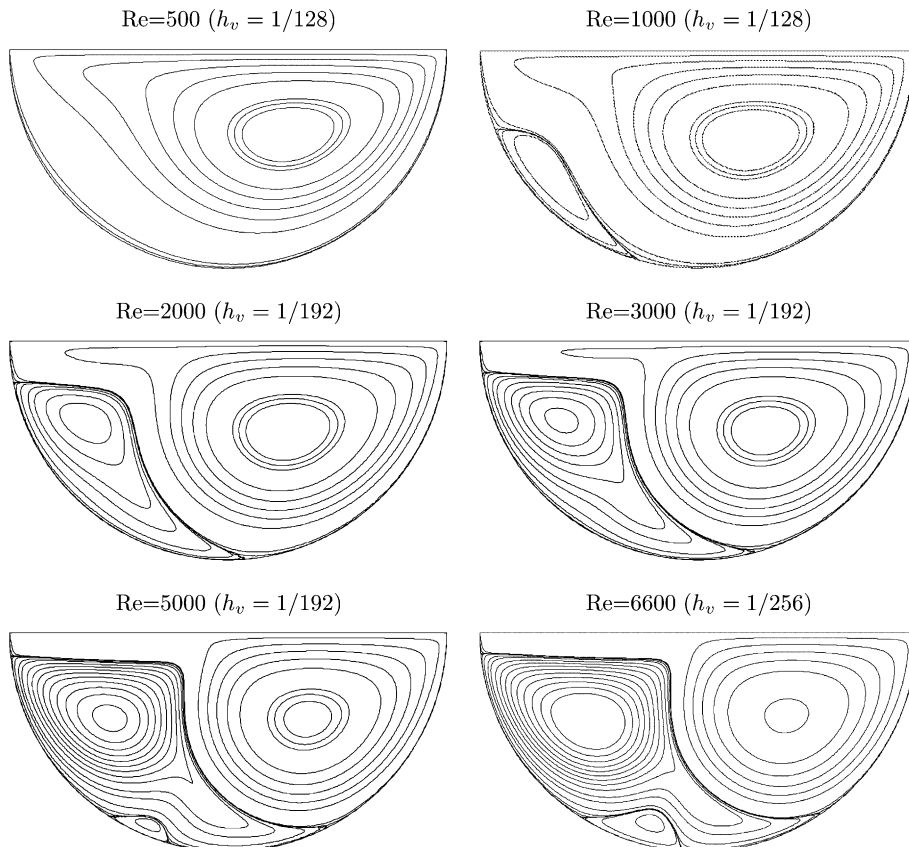 Re=500 (h_v = 1/128)
Re=1000 (h_v = 1/128)
Re=2000 (h_v = 1/192)
Re=3000 (h_v = 1/192)
Re=5000 (h_v = 1/192)
Re=6600 (h_v = 1/256)